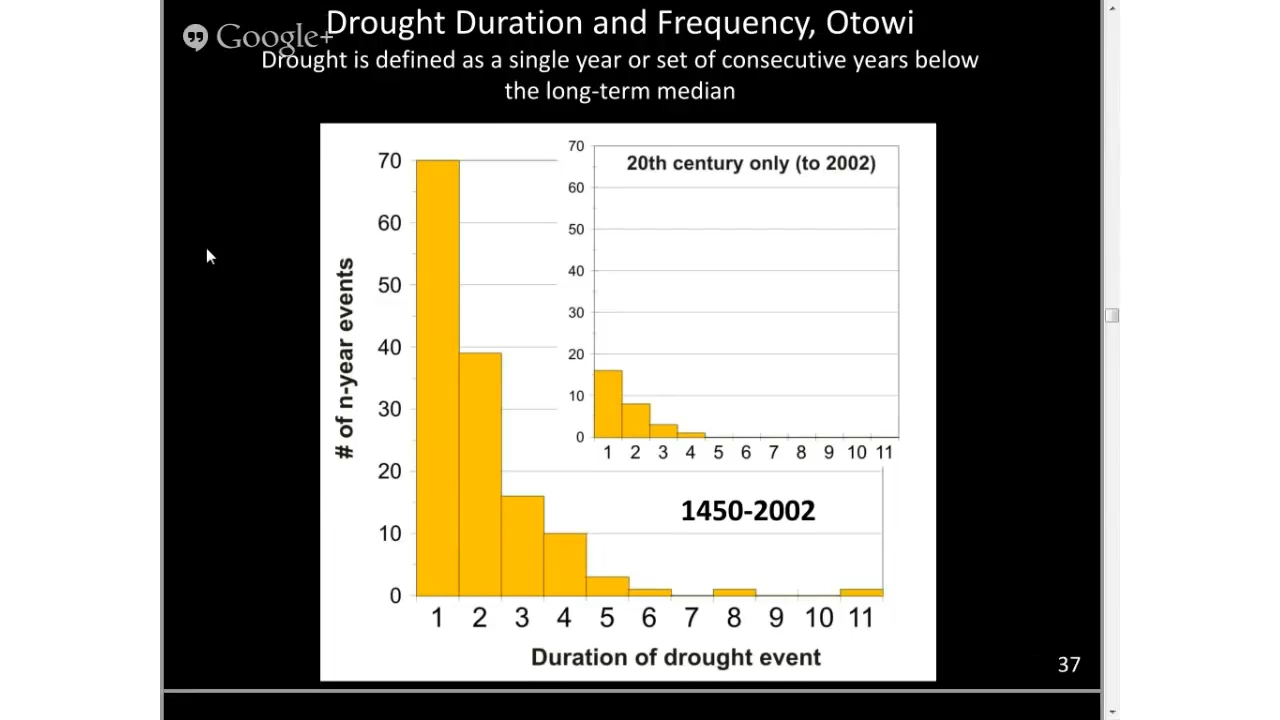 Drought Duration and Frequency, Otowi
Google+
Drought is defined as a single year or set of consecutive years below
the long-term median
# of n-year events
70
60
50
40
30
20
10
0
1 2 3 4 5 6 7 8 9 10 11
Duration of drought event
1450-2002
20th century only (to 2002)
70
60
50
40
30
20
10
0
1 2 3 4 5 6 7 8 9 10 11
37